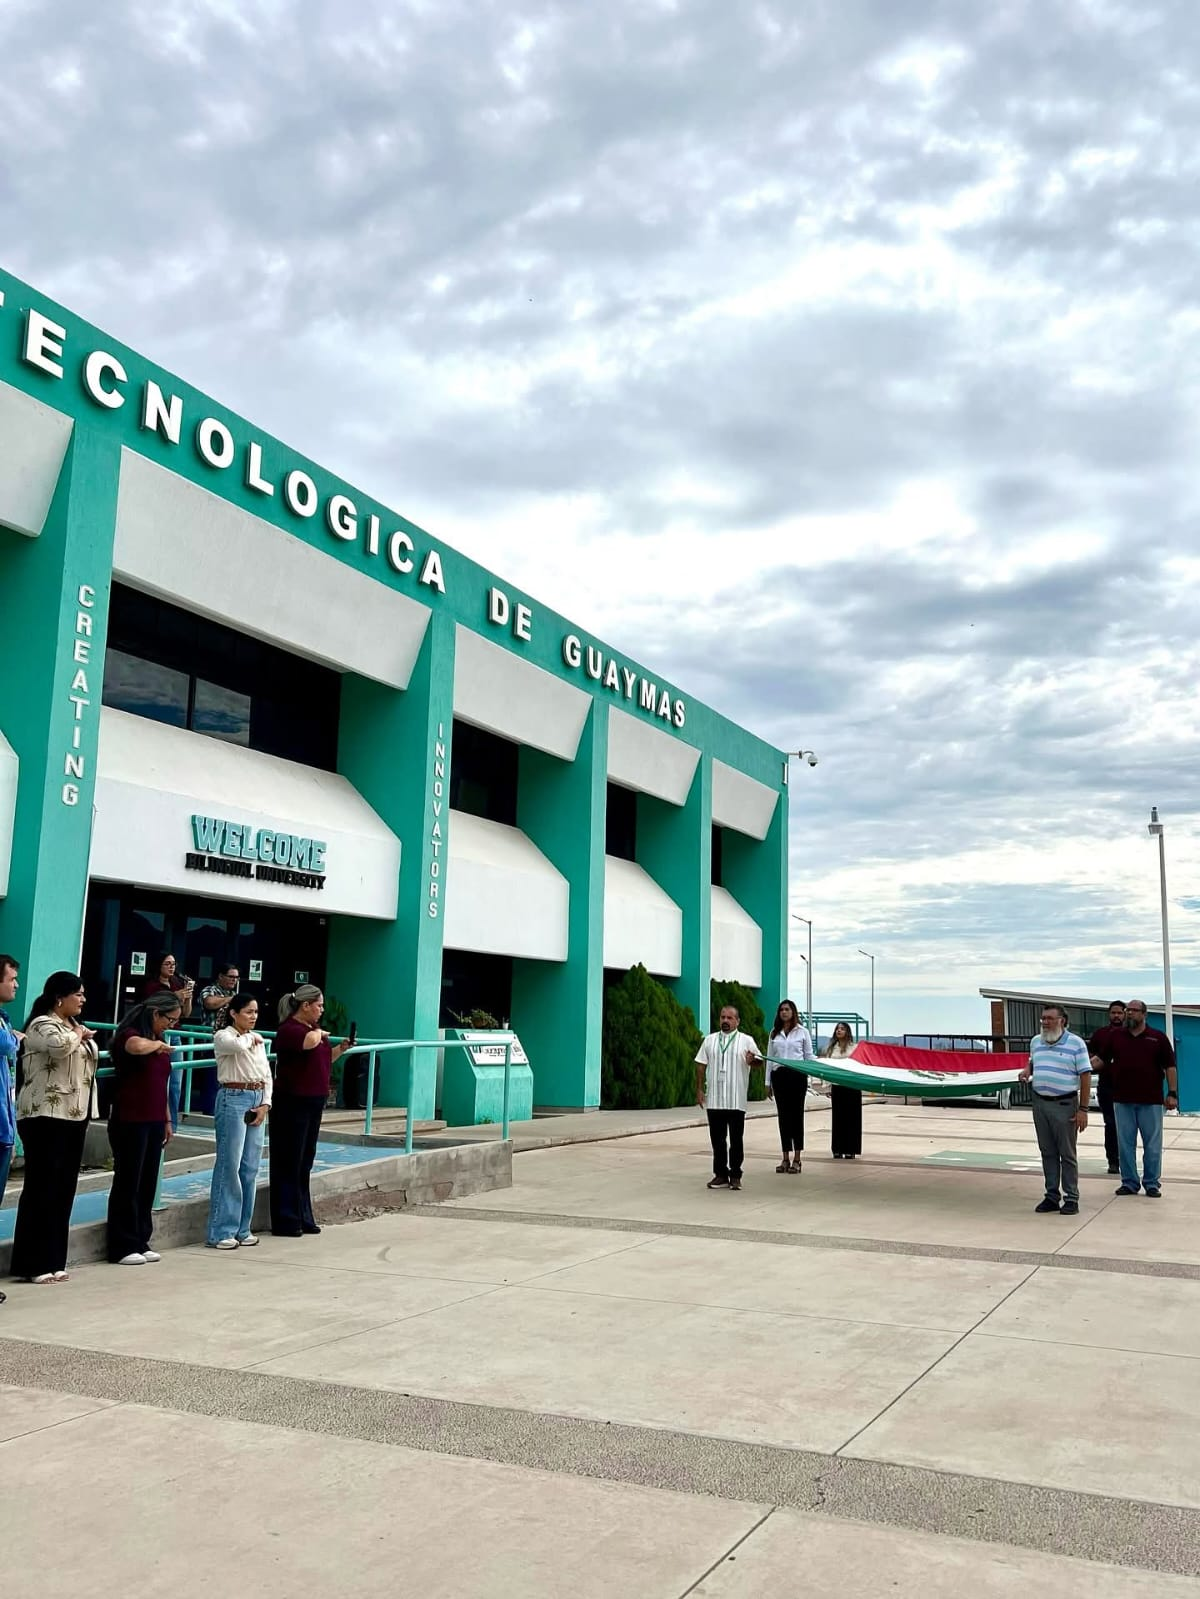 TECNOLOGICA DE GUAYMAS
CREATING
INNOVATORS
WELCOME
BILINGUAL UNIVERSITY